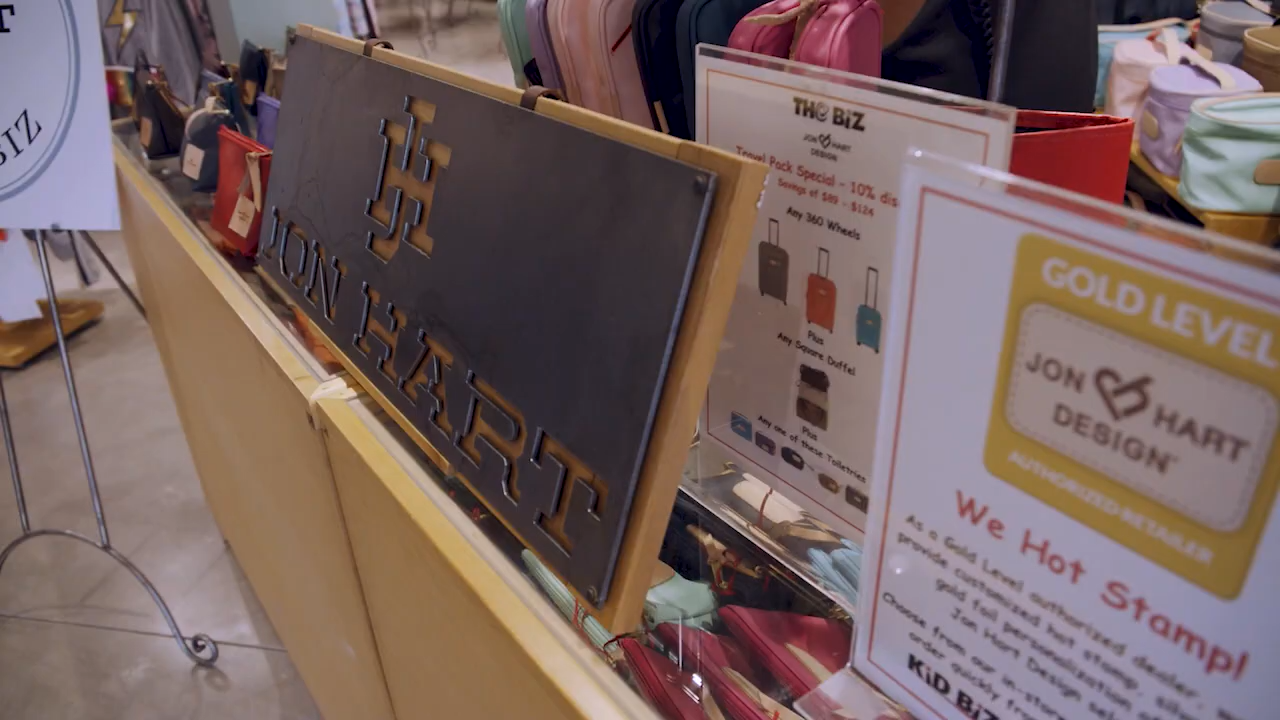 BIZ
JH
JON HART
THE BiZ
JON HART
DESIGN
Travel Pack Special - 10% dis
Savings of $89 - $124
Any 360 Wheels
Plus
Any Square Duffel
Plus
Any one of these Toiletries
GOLD LEVEL
JON HART
DESIGN
AUTHORIZED RETAILER
We Hot Stamp!
As a Gold Level authorized dealer,
provide customized hot stamp,
gold foil personalization
Jon Hart Design
Choose from our in-store
order quickly from
KiD BiZ